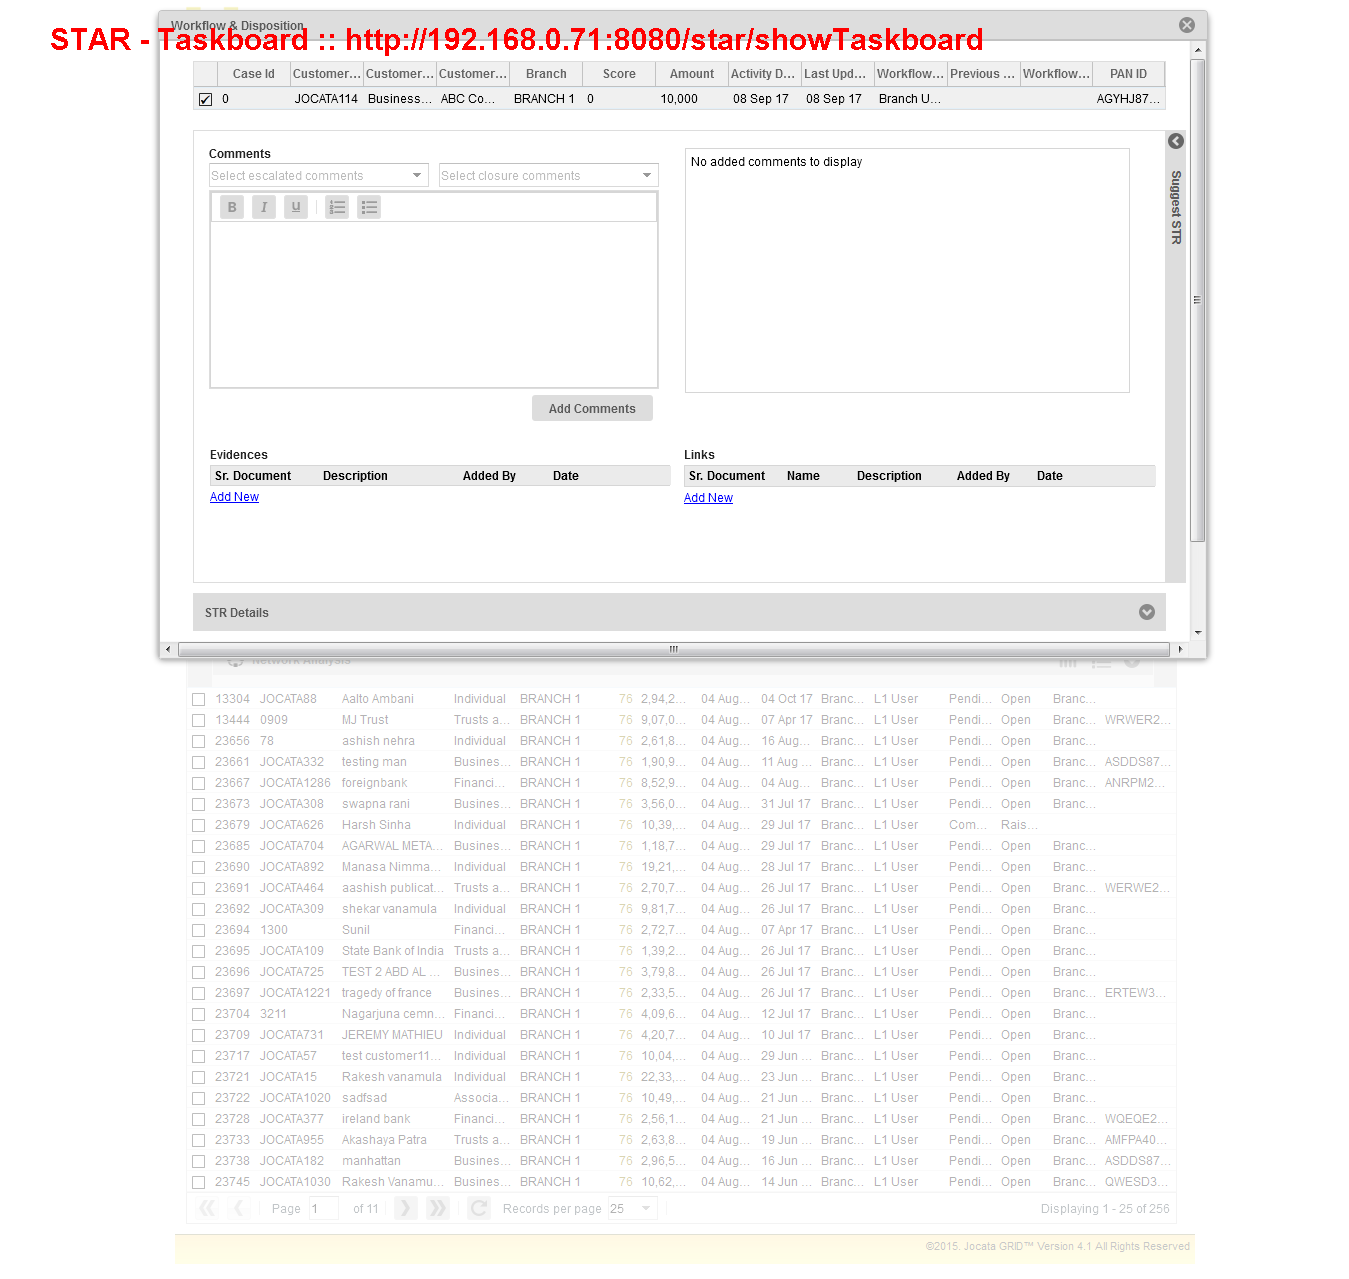 Workflow & Disposition
STAR - Taskboard :: http://192.168.0.71:8080/star/showTaskboard
Case Id Customer... Customer... Customer... Branch Score Amount Activity D... Last Upd... Workflow... Previous ... Workflow... PAN ID
0 JOCATA114 Business... ABC Co... BRANCH 1 0 10,000 08 Sep 17 08 Sep 17 Branch U... AGYHJ87...
Comments
Select escalated comments Select closure comments
No added comments to display
B I U
Suggest STR
Add Comments
Evidences
Sr. Document Description Added By Date
Add New
Links
Sr. Document Name Description Added By Date
Add New
STR Details
Network Analysis
13304 JOCATA88 Aalto Ambani Individual BRANCH 1 76 2,94,2... 04 Aug... 04 Oct 17 Branc... L1 User Pendi... Open Branc...
13444 0909 MJ Trust Trusts a... BRANCH 1 76 9,07,0... 04 Aug... 07 Apr 17 Branc... L1 User Pendi... Open Branc... WRWER2...
23656 78 ashish nehra Individual BRANCH 1 76 2,61,8... 04 Aug... 16 Aug... Branc... L1 User Pendi... Open Branc...
23661 JOCATA332 testing man Busines... BRANCH 1 76 1,90,9... 04 Aug... 11 Aug ... Branc... L1 User Pendi... Open Branc... ASDDS87...
23667 JOCATA1286 foreignbank Financi... BRANCH 1 76 8,52,9... 04 Aug... 04 Aug... Branc... L1 User Pendi... Open Branc... ANRPM2...
23673 JOCATA308 swapna rani Busines... BRANCH 1 76 3,56,0... 04 Aug... 31 Jul 17 Branc... L1 User Pendi... Open Branc...
23679 JOCATA626 Harsh Sinha Individual BRANCH 1 76 10,39,... 04 Aug... 29 Jul 17 Branc... L1 User Com... Rais...
23685 JOCATA704 AGARWAL META... Busines... BRANCH 1 76 1,18,7... 04 Aug... 29 Jul 17 Branc... L1 User Pendi... Open Branc...
23690 JOCATA892 Manasa Nimma... Individual BRANCH 1 76 19,21,... 04 Aug... 28 Jul 17 Branc... L1 User Pendi... Open Branc...
23691 JOCATA464 aashish publicat... Trusts a... BRANCH 1 76 2,70,7... 04 Aug... 26 Jul 17 Branc... L1 User Pendi... Open Branc... WERWE2...
23692 JOCATA309 shekar vanamula Individual BRANCH 1 76 9,81,7... 04 Aug... 26 Jul 17 Branc... L1 User Pendi... Open Branc...
23694 1300 Sunil Financi... BRANCH 1 76 2,72,7... 04 Aug... 07 Apr 17 Branc... L1 User Pendi... Open Branc...
23695 JOCATA109 State Bank of India Trusts a... BRANCH 1 76 1,39,2... 04 Aug... 26 Jul 17 Branc... L1 User Pendi... Open Branc...
23696 JOCATA725 TEST 2 ABD AL ... Busines... BRANCH 1 76 3,79,8... 04 Aug... 26 Jul 17 Branc... L1 User Pendi... Open Branc...
23697 JOCATA1221 tragedy of france Busines... BRANCH 1 76 2,33,5... 04 Aug... 26 Jul 17 Branc... L1 User Pendi... Open Branc... ERTEW3...
23704 3211 Nagarjuna cemn... Financi... BRANCH 1 76 4,09,6... 04 Aug... 12 Jul 17 Branc... L1 User Pendi... Open Branc...
23709 JOCATA731 JEREMY MATHIEU Individual BRANCH 1 76 4,20,7... 04 Aug... 10 Jul 17 Branc... L1 User Pendi... Open Branc...
23717 JOCATA57 test customer11... Individual BRANCH 1 76 10,04,... 04 Aug... 29 Jun ... Branc... L1 User Pendi... Open Branc...
23721 JOCATA15 Rakesh vanamula Individual BRANCH 1 76 22,33,... 04 Aug... 23 Jun ... Branc... L1 User Pendi... Open Branc...
23722 JOCATA1020 sadfsad Associa... BRANCH 1 76 10,49,... 04 Aug... 21 Jun ... Branc... L1 User Pendi... Open Branc...
23728 JOCATA377 ireland bank Financi... BRANCH 1 76 2,56,1... 04 Aug... 21 Jun ... Branc... L1 User Pendi... Open Branc... WQEQE2...
23733 JOCATA955 Akashaya Patra Trusts a... BRANCH 1 76 2,63,8... 04 Aug... 19 Jun ... Branc... L1 User Pendi... Open Branc... AMFPA40...
23738 JOCATA182 manhattan Busines... BRANCH 1 76 2,96,5... 04 Aug... 16 Jun ... Branc... L1 User Pendi... Open Branc... ASDDS87...
23745 JOCATA1030 Rakesh Vanamu... Busines... BRANCH 1 76 10,62,... 04 Aug... 14 Jun ... Branc... L1 User Pendi... Open Branc... QWESD3...
Page 1 of 11 Records per page 25 Displaying 1 - 25 of 256
©2015. Jocata GRID™ Version 4.1 All Rights Reserved